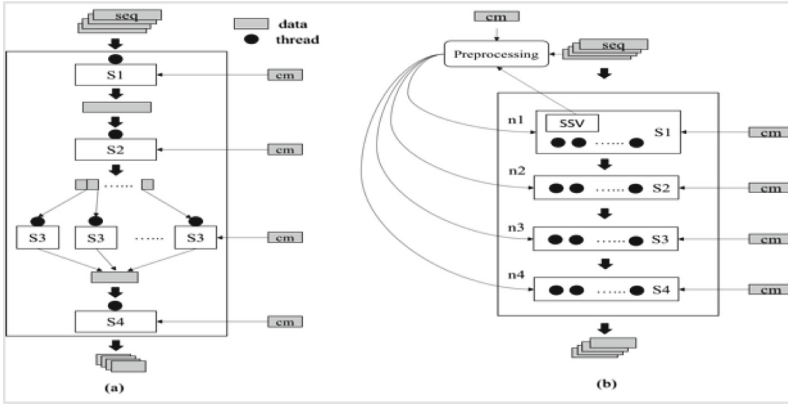 seq
data
thread
S1
cm
S2
cm
......
S3
S3
......
S3
cm
S4
cm
(a)
cm
Preprocessing
seq
n1
SSV
S1
cm
......
n2
......
S2
cm
n3
......
S3
cm
n4
......
S4
cm
(b)